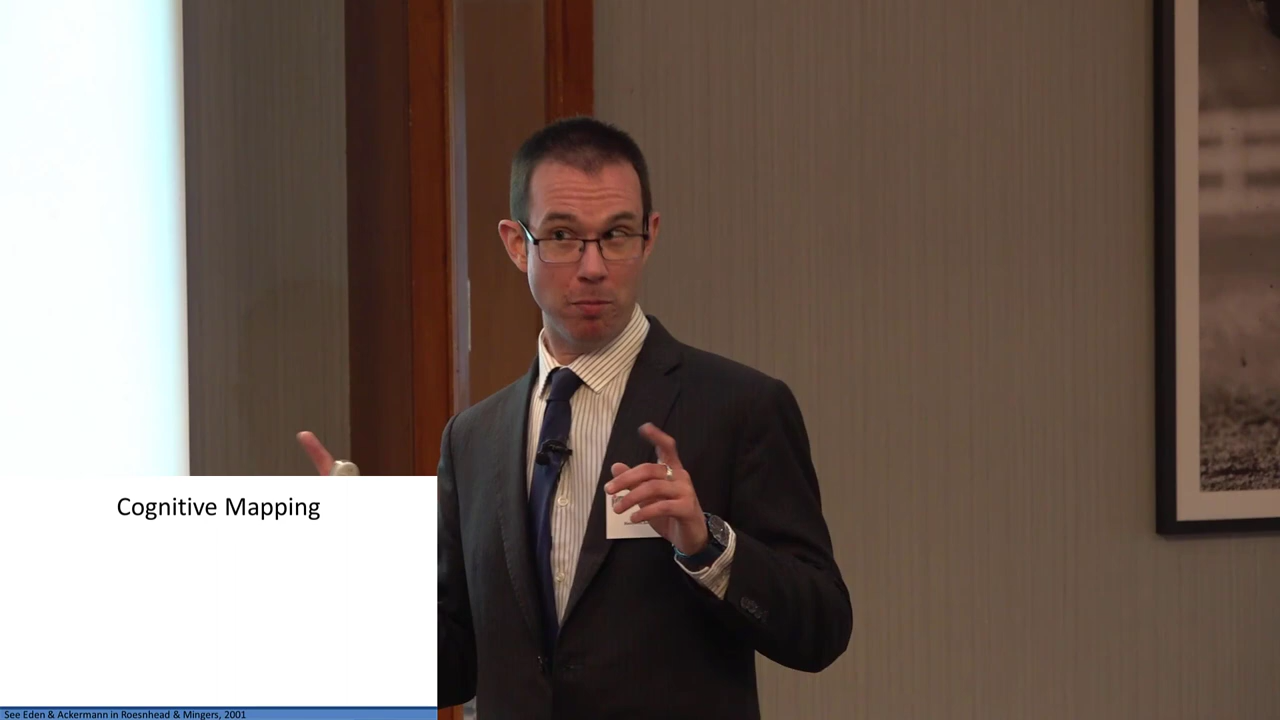 Cognitive Mapping
See Eden & Ackermann in Roesnhead & Mingers, 2001